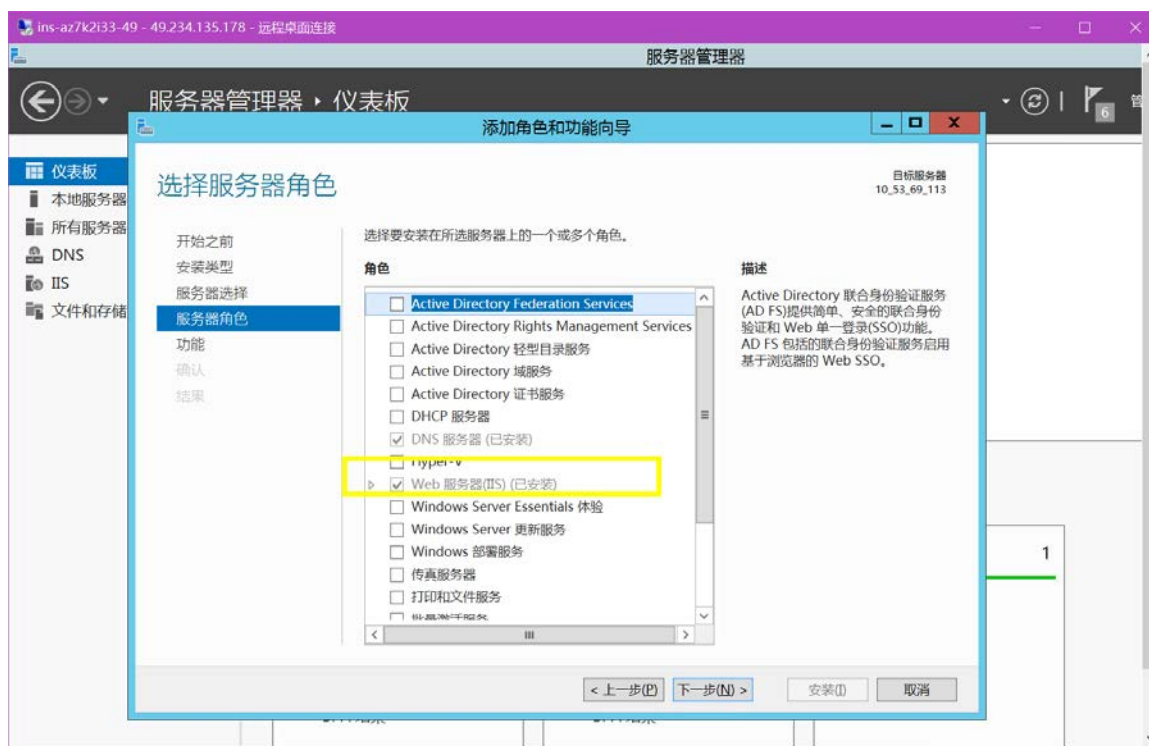 ins-az7k2i33-49 - 49.234.135.178 - 远程桌面连接
服务器管理器
服务器管理器 ▸ 仪表板
6
管
添加角色和功能向导
仪表板
本地服务器
所有服务器
DNS
IIS
文件和存储
选择服务器角色
目标服务器
10_53_69_113
开始之前
安装类型
服务器选择
服务器角色
功能
确认
结果
选择要安装在所选服务器上的一个或多个角色。
角色
Active Directory Federation Services
Active Directory Rights Management Services
Active Directory 轻型目录服务
Active Directory 域服务
Active Directory 证书服务
DHCP 服务器
DNS 服务器 (已安装)
Hyper-V
Web 服务器(IIS) (已安装)
Windows Server Essentials 体验
Windows Server 更新服务
Windows 部署服务
传真服务器
打印和文件服务
批量激活服务
描述
Active Directory 联合身份验证服务
(AD FS)提供简单、安全的联合身份
验证和 Web 单一登录(SSO)功能。
AD FS 包括的联合身份验证服务启用
基于浏览器的 Web SSO。
1
< 上一步(P)
下一步(N) >
安装(I)
取消